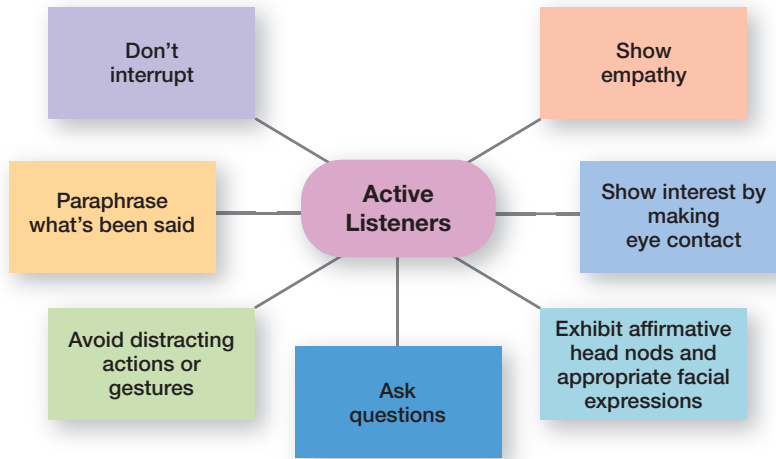 Don’t
interrupt
Show
empathy
Paraphrase
what’s been said
Active
Listeners
Show interest by
making
eye contact
Avoid distracting
actions or
gestures
Ask
questions
Exhibit affirmative
head nods and
appropriate facial
expressions